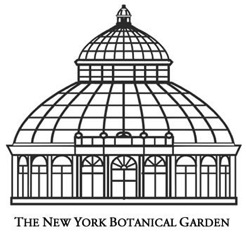 THE NEW YORK BOTANICAL GARDEN